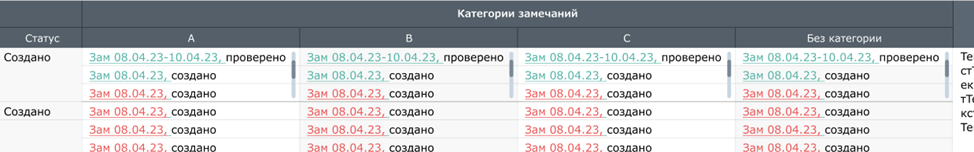 Категории замечаний
Статус A B C Без категории
Создано Зам 08.04.23-10.04.23, проверено Зам 08.04.23-10.04.23, проверено Зам 08.04.23-10.04.23, проверено Зам 08.04.23-10.04.23, проверено Те
Зам 08.04.23, создано Зам 08.04.23, создано Зам 08.04.23, создано Зам 08.04.23, создано стТ
Зам 08.04.23, создано Зам 08.04.23, создано Зам 08.04.23, создано Зам 08.04.23, создано ек
Создано Зам 08.04.23, создано Зам 08.04.23, создано Зам 08.04.23, создано Зам 08.04.23, создано тТе
Зам 08.04.23, создано Зам 08.04.23, создано Зам 08.04.23, создано Зам 08.04.23, создано кст
Зам 08.04.23, создано Зам 08.04.23, создано Зам 08.04.23, создано Зам 08.04.23, создано Те